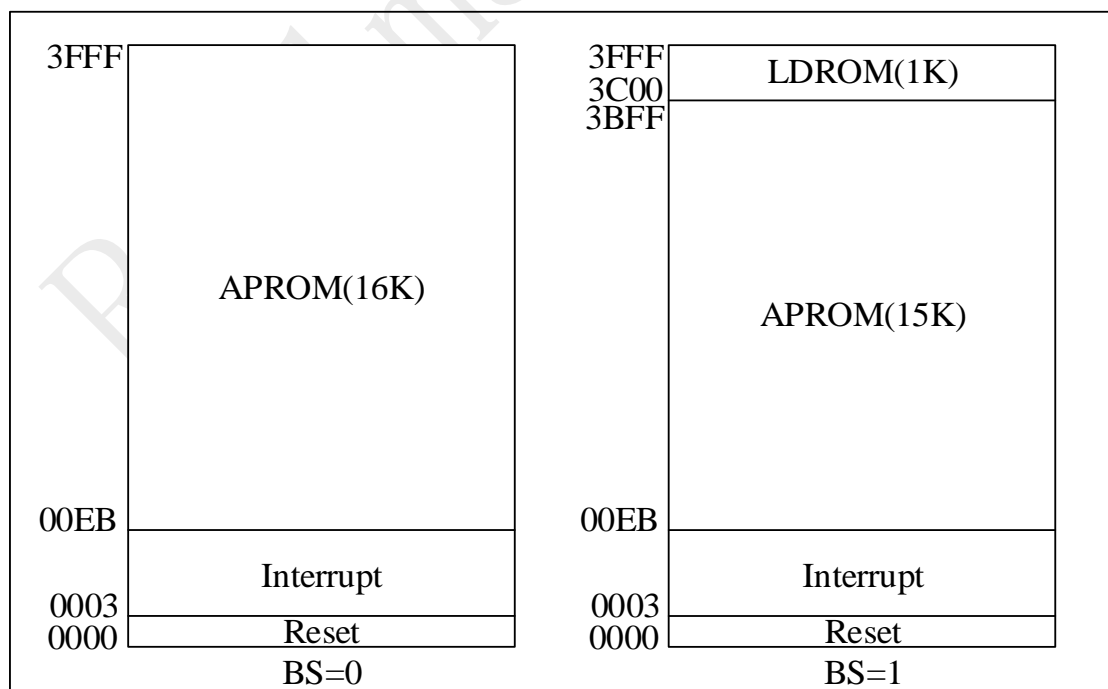 3FFF
APROM(16K)
00EB
Interrupt
0003
0000
Reset
BS=0
3FFF
LDROM(1K)
3C00
3BFF
APROM(15K)
00EB
Interrupt
0003
0000
Reset
BS=1